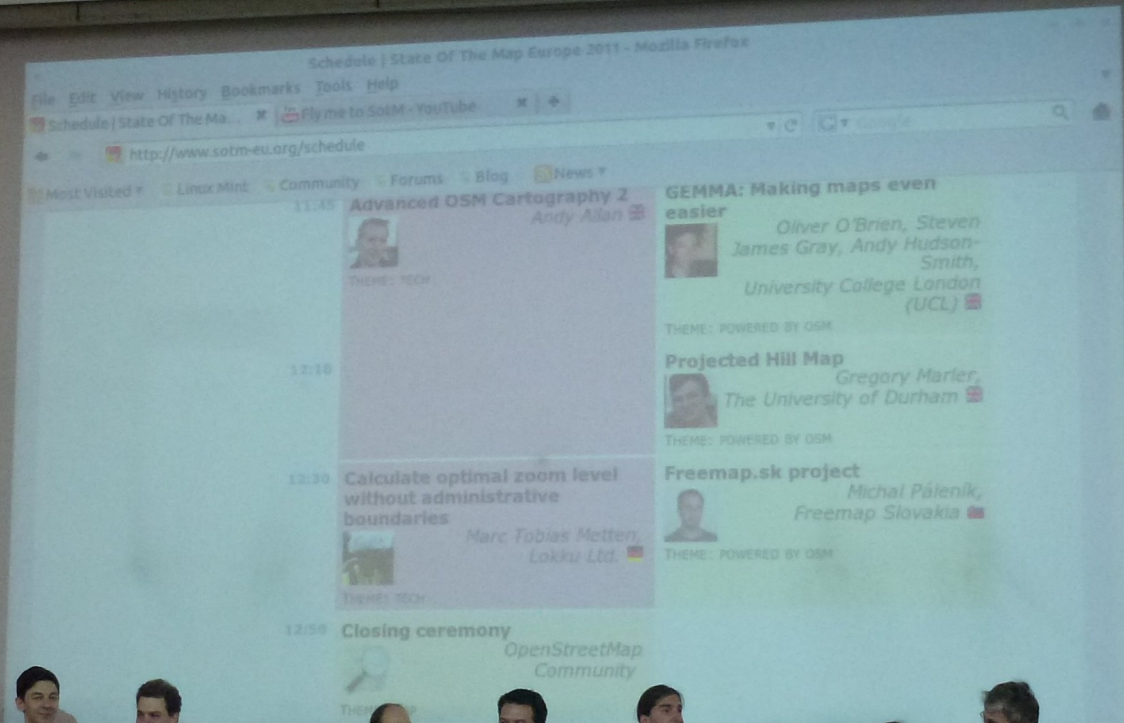 Schedule | State Of The Map Europe 2011 - Mozilla Firefox
File Edit View History Bookmarks Tools Help
Schedule | State Of The Ma... Fly me to SotM - YouTube
http://www.sotm-eu.org/schedule Google
Most Visited Linux Mint Community Forums Blog News
11:45 Advanced OSM Cartography 2
Andy Allan
THEME: TECH
GEMMA: Making maps even
easier
Oliver O'Brien, Steven
James Gray, Andy Hudson-
Smith,
University College London
(UCL)
THEME: POWERED BY OSM
Projected Hill Map
Gregory Marler,
The University of Durham
THEME: POWERED BY OSM
12:30 Calculate optimal zoom level
without administrative
boundaries
Marc Tobias Metten,
Lokku Ltd.
THEME: TECH
Freemap.sk project
Michal Páleník,
Freemap Slovakia
THEME: POWERED BY OSM
Closing ceremony
OpenStreetMap
Community